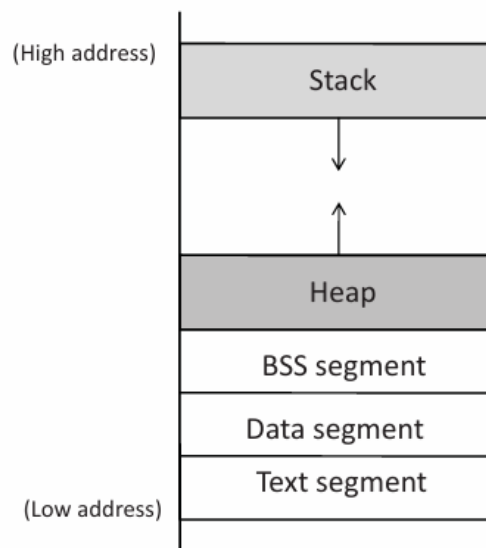 (High address)
Stack
Heap
BSS segment
Data segment
Text segment
(Low address)